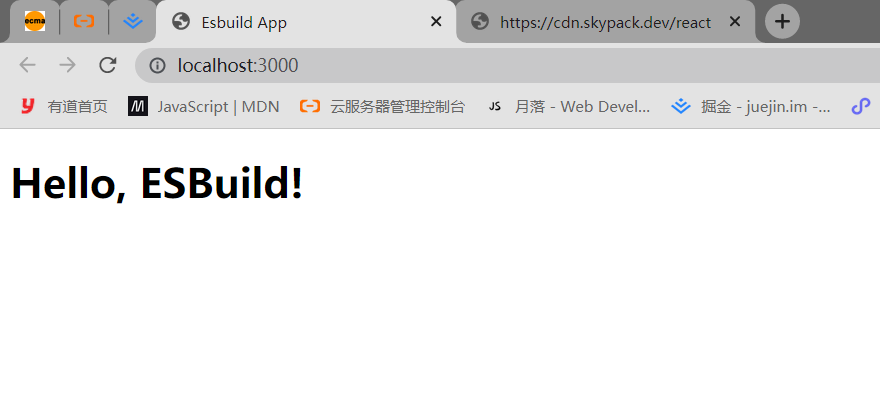 ecma
Esbuild App
https://cdn.skypack.dev/react
localhost:3000
有道首页
JavaScript | MDN
云服务器管理控制台
JS
月落 - Web Devel...
掘金 - juejin.im -...
Hello, ESBuild!